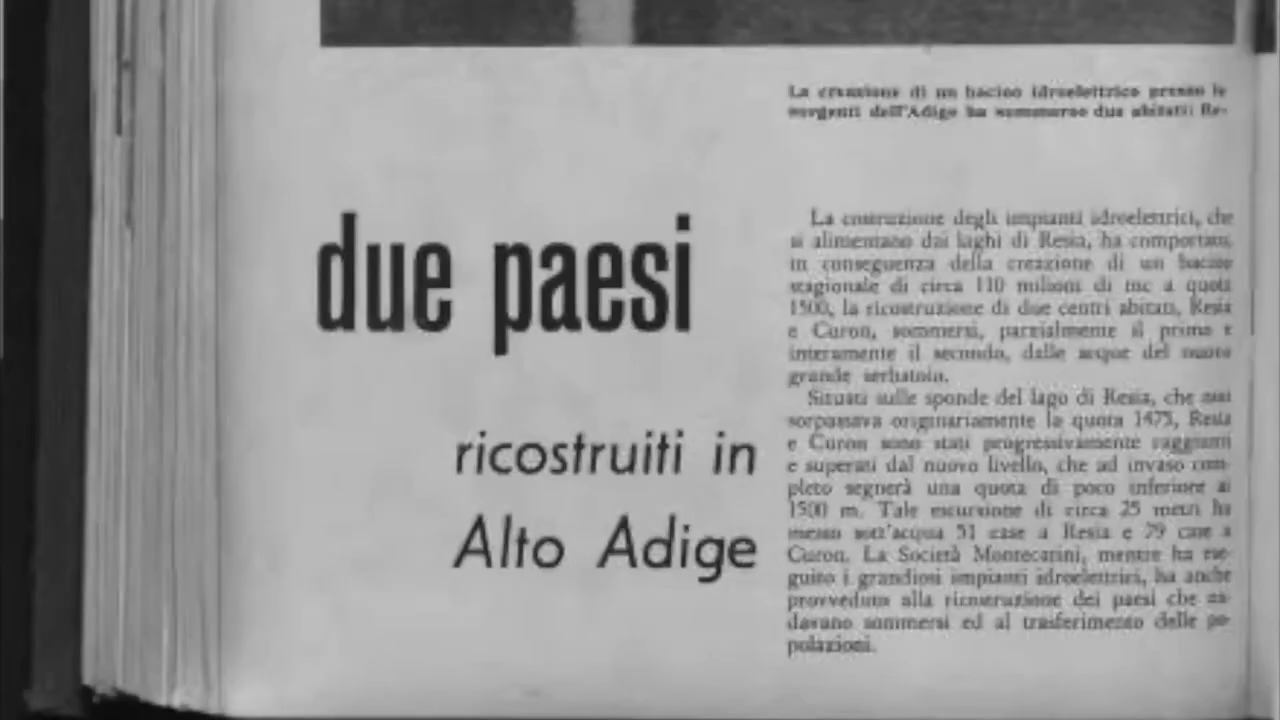 La creazione di un bacino idroelettrico presso le
sorgenti dell'Adige ha sommerso due abitati: Re-
due paesi
ricostruiti in
Alto Adige
La costruzione degli impianti idroelettrici, che
si alimentano dai laghi di Resia, ha comportato,
in conseguenza della creazione di un bacino
stagionale di circa 110 milioni di mc a quota
1500, la ricostruzione di due centri abitati, Resia
e Curon, sommersi, parzialmente il primo e
interamente il secondo, dalle acque del nuovo
grande serbatoio.
Situati sulle sponde del lago di Resia, che non
sorpassava originariamente la quota 1475, Resia
e Curon sono stati progressivamente raggiunti
e superati dal nuovo livello, che ad invaso com-
pleto segnerà una quota di poco inferiore ai
1500 m. Tale escursione di circa 25 metri ha
messo sott'acqua 51 case a Resia e 79 case a
Curon. La Società Montecatini, mentre ha ese-
guito i grandiosi impianti idroelettrici, ha anche
provveduto alla ricostruzione dei paesi che an-
davano sommersi ed al trasferimento delle po-
polazioni.